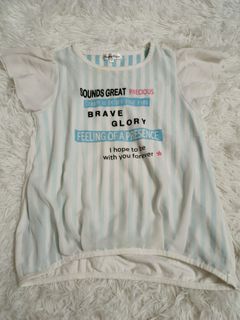 SOUNDS GREAT PRECIOUS
BRAVE
GLORY
FEELING OF A PRESENCE
I hope to be
with you forever